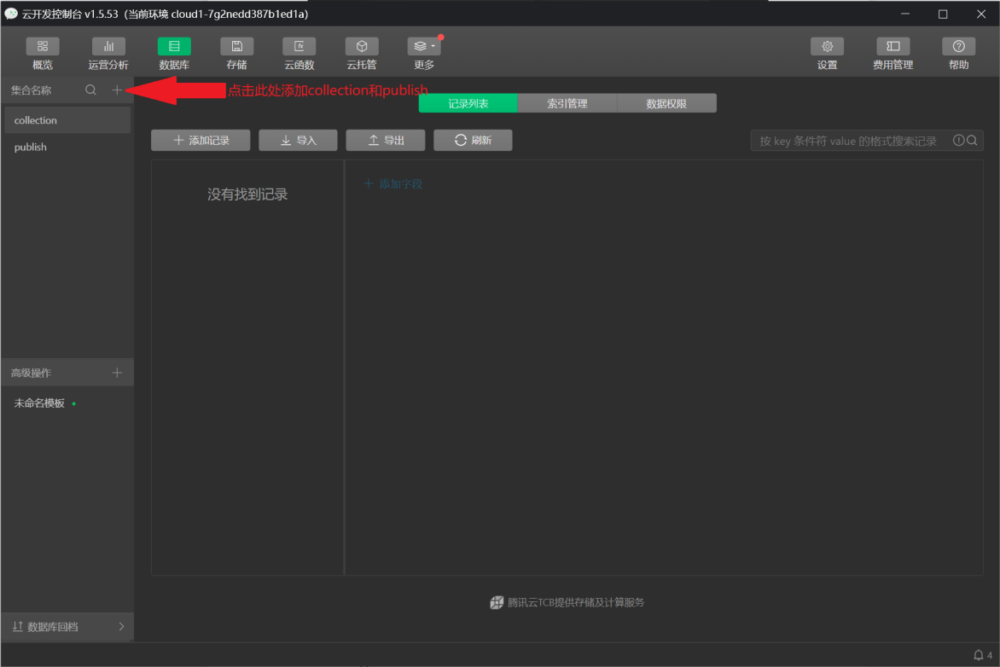 云开发控制台 v1.5.53 (当前环境 cloud1-7g2nedd387b1ed1a)
概览 运营分析 数据库 存储 云函数 云托管 更多 设置 费用管理 帮助
集合名称
点击此处添加collection和publish
记录列表 索引管理 数据权限
collection
添加记录 导入 导出 刷新
按 key 条件符 value 的格式搜索记录
publish
没有找到记录
添加字段
高级操作
未命名模板
腾讯云TCB提供存储及计算服务
数据库回档
4